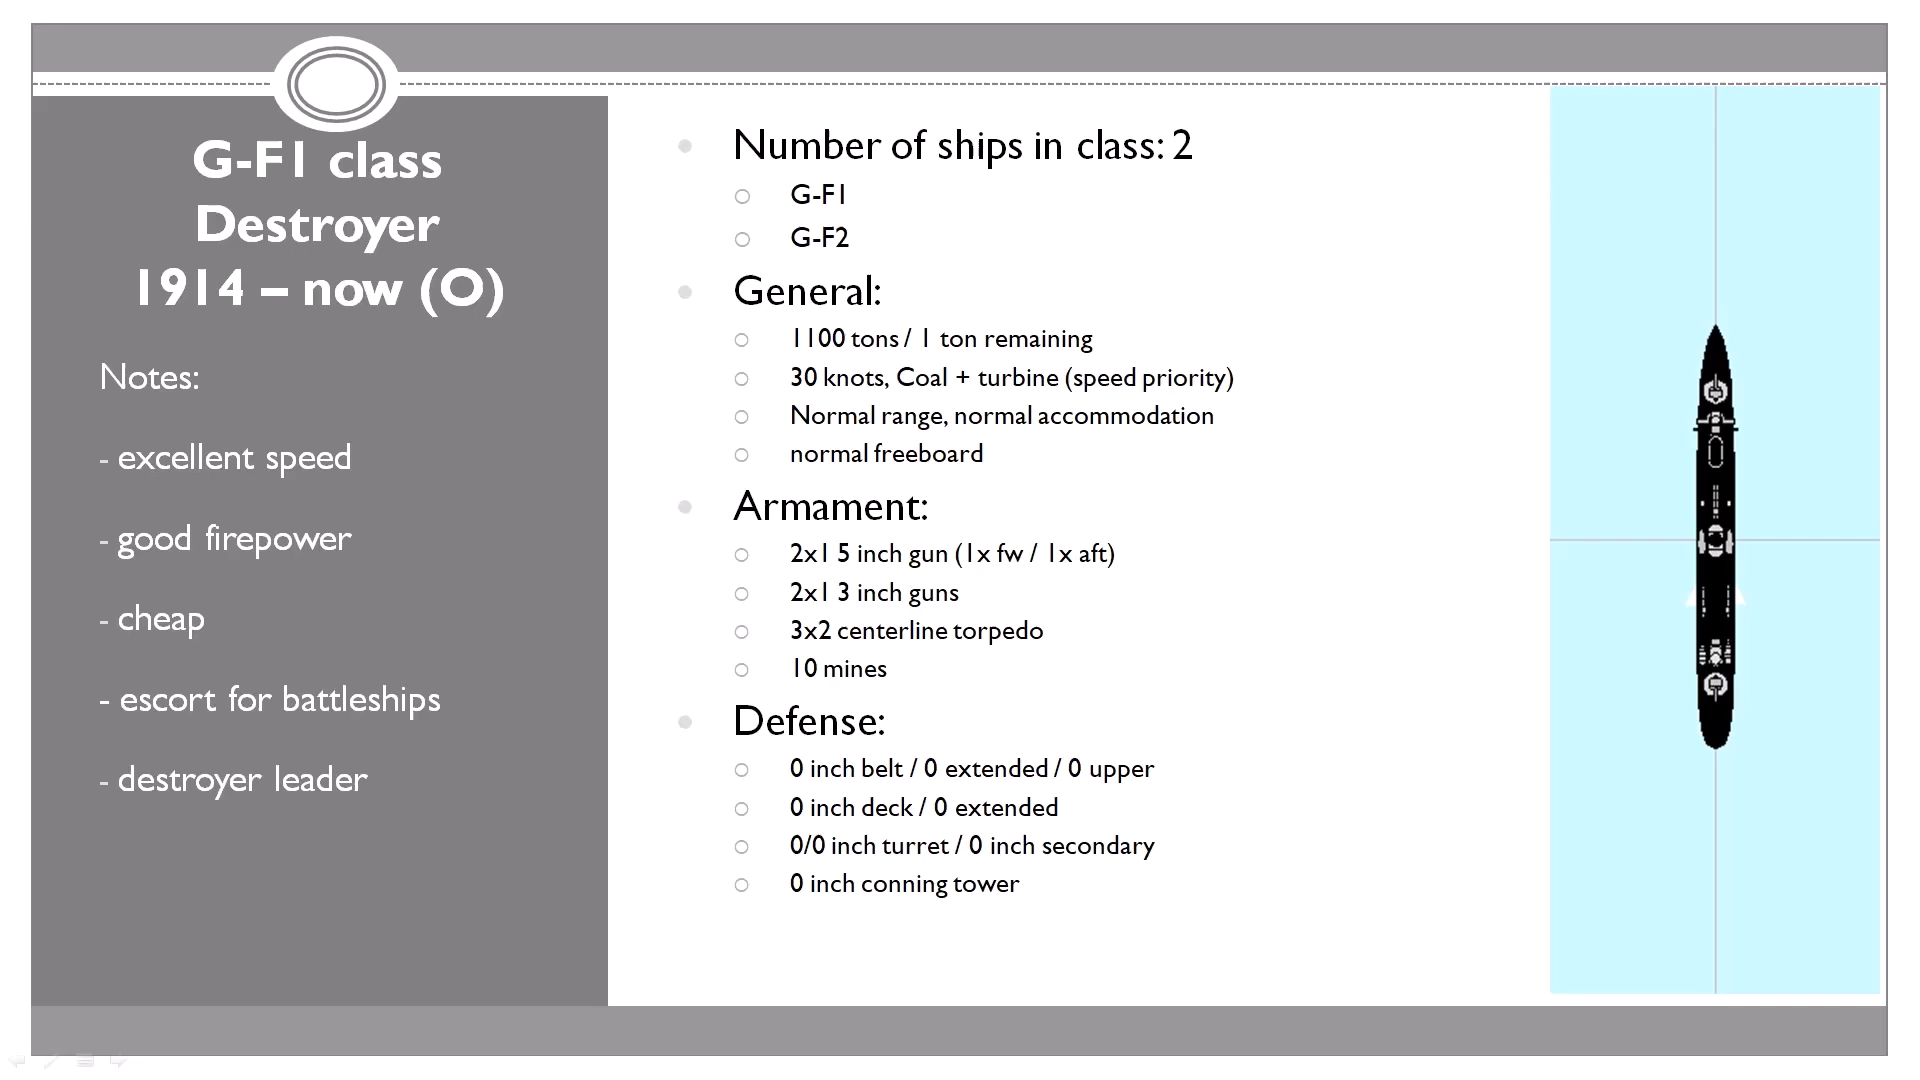 G-F1 class
Destroyer
1914 – now (O)
Notes:
- excellent speed
- good firepower
- cheap
- escort for battleships
- destroyer leader
Number of ships in class: 2
G-F1
G-F2
General:
1100 tons / 1 ton remaining
30 knots, Coal + turbine (speed priority)
Normal range, normal accommodation
normal freeboard
Armament:
2x1 5 inch gun (1x fw / 1x aft)
2x1 3 inch guns
3x2 centerline torpedo
10 mines
Defense:
0 inch belt / 0 extended / 0 upper
0 inch deck / 0 extended
0/0 inch turret / 0 inch secondary
0 inch conning tower